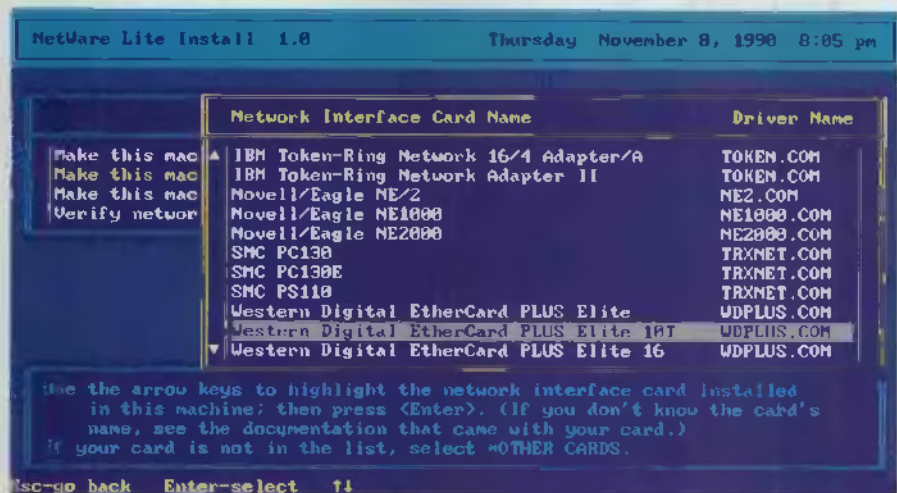 NetWare Lite Install 1.0 Thursday November 8, 1990 8:05 pm
Network Interface Card Name Driver Name
Make this mac
Make this mac
Make this mac
Verify networ
▲ IBM Token-Ring Network 16/4 Adapter/A TOKEN.COM
IBM Token-Ring Network Adapter II TOKEN.COM
Novell/Eagle NE/2 NE2.COM
Novell/Eagle NE1000 NE1000.COM
Novell/Eagle NE2000 NE2000.COM
SMC PC130 TRXNET.COM
SMC PC130E TRXNET.COM
SMC PS110 TRXNET.COM
Western Digital EtherCard PLUS Elite WDPLUS.COM
Western Digital EtherCard PLUS Elite 10T WDPLUS.COM
▼ Western Digital EtherCard PLUS Elite 16 WDPLUS.COM
Use the arrow keys to highlight the network interface card installed
in this machine; then press <Enter>. (If you don't know the card's
name, see the documentation that came with your card.)
If your card is not in the list, select *OTHER CARDS.
Esc-go back Enter-select ↑↓